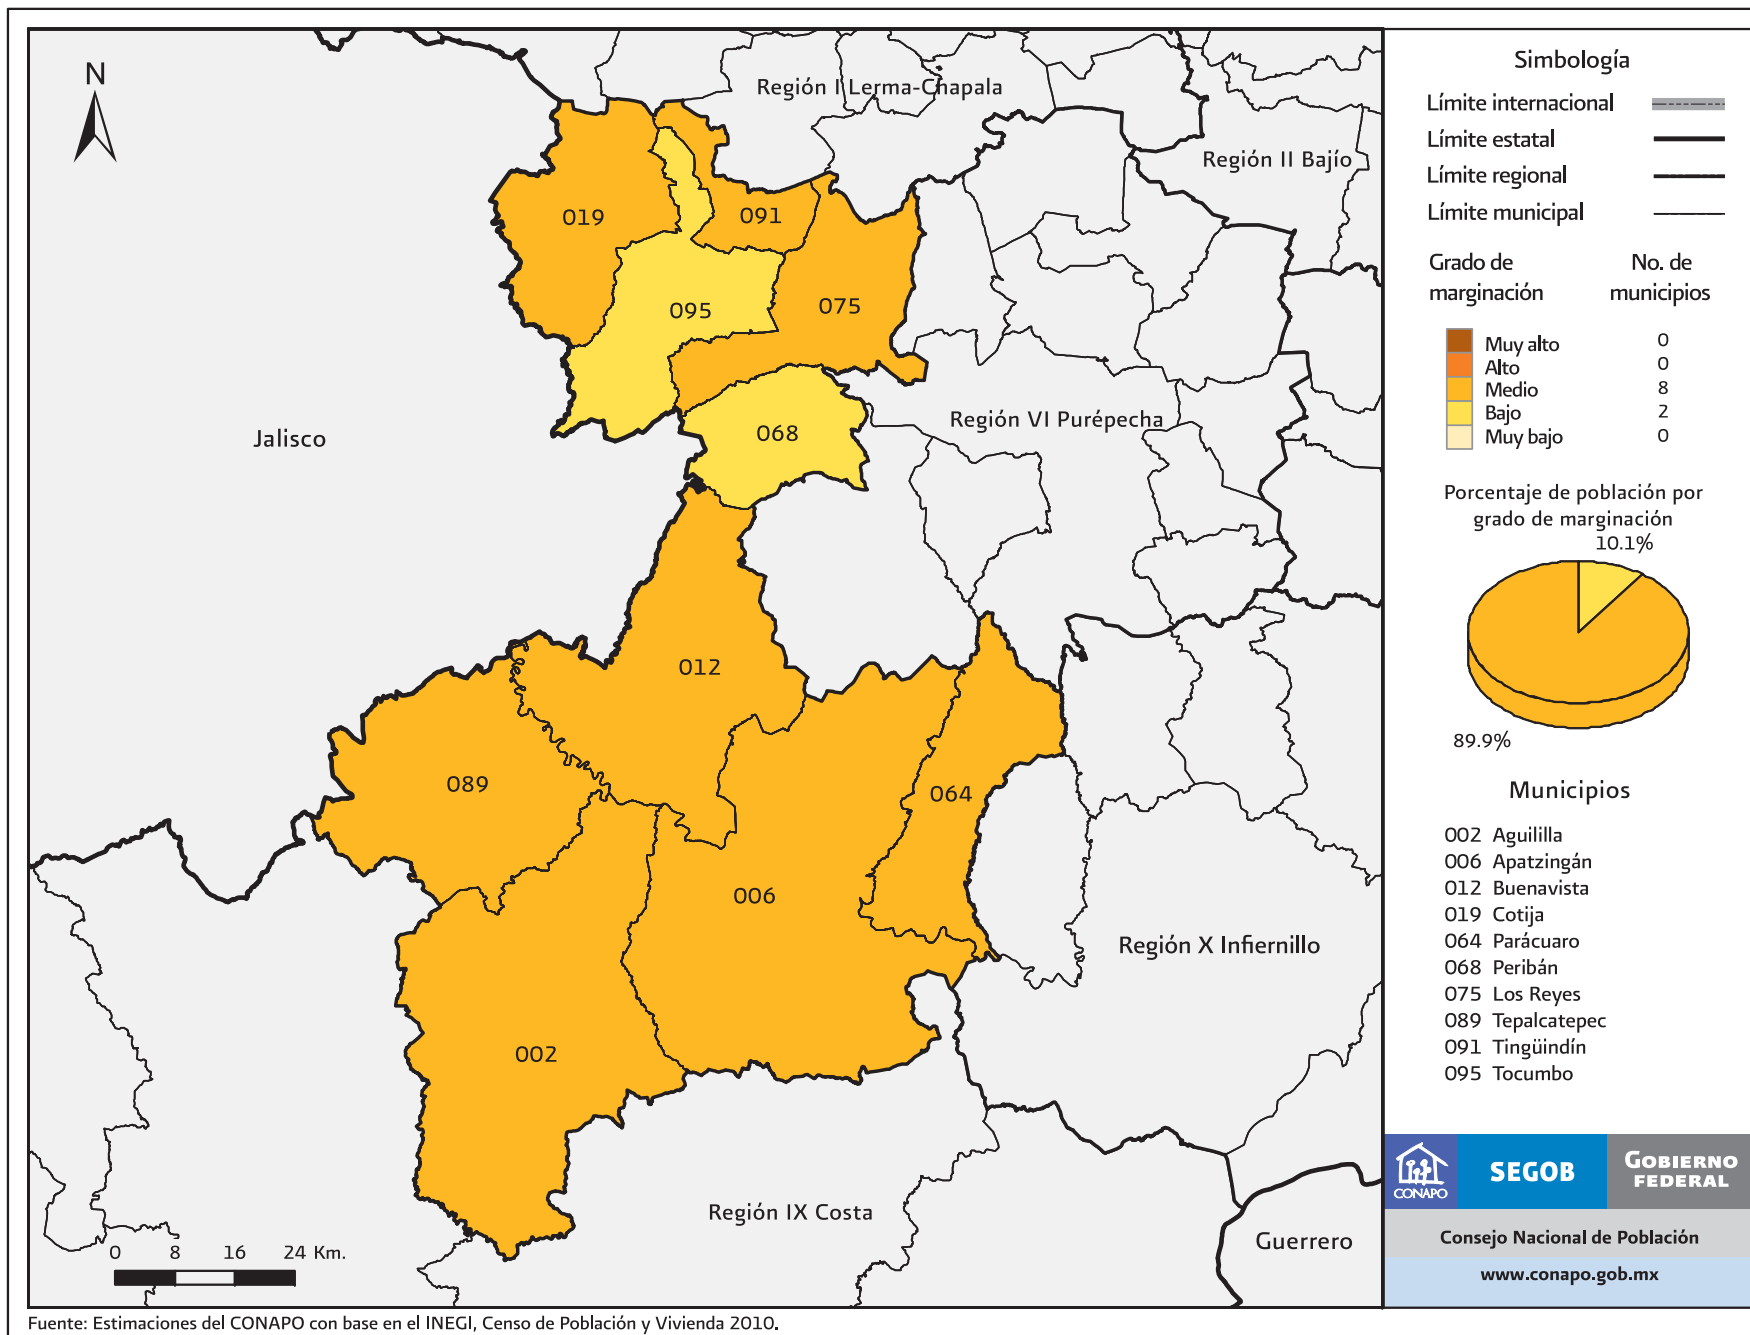 N
Región I Lerma-Chapala
Región II Bajío
019
091
095
075
Jalisco
068
Región VI Purépecha
012
089
064
006
Región X Infiernillo
002
Región IX Costa
Guerrero
0 8 16 24 Km.
Simbología
Límite internacional
Límite estatal
Límite regional
Límite municipal
Grado de marginación No. de municipios
Muy alto 0
Alto 0
Medio 8
Bajo 2
Muy bajo 0
Porcentaje de población por
grado de marginación
10.1%
89.9%
Municipios
002 Aguililla
006 Apatzingán
012 Buenavista
019 Cotija
064 Parácuaro
068 Peribán
075 Los Reyes
089 Tepalcatepec
091 Tingüindín
095 Tocumbo
CONAPO
SEGOB
GOBIERNO
FEDERAL
Consejo Nacional de Población
www.conapo.gob.mx
Fuente: Estimaciones del CONAPO con base en el INEGI, Censo de Población y Vivienda 2010.